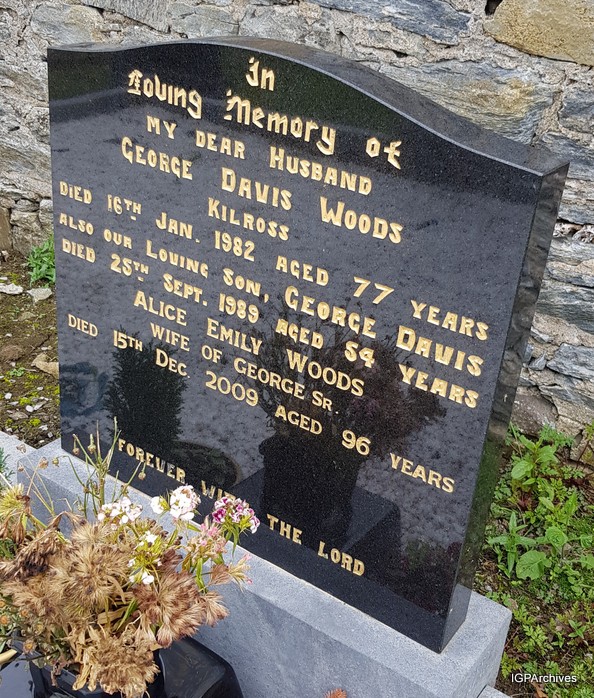 In
Loving Memory of
MY DEAR HUSBAND
GEORGE DAVIS WOODS
KILROSS
DIED 16TH JAN. 1982 AGED 77 YEARS
ALSO OUR LOVING SON, GEORGE DAVIS
DIED 25TH SEPT. 1989 AGED 54 YEARS
ALICE EMILY WOODS
WIFE OF GEORGE SR.
DIED 15TH DEC 2009 AGED 96 YEARS
FOREVER WITH THE LORD
IGPArchives